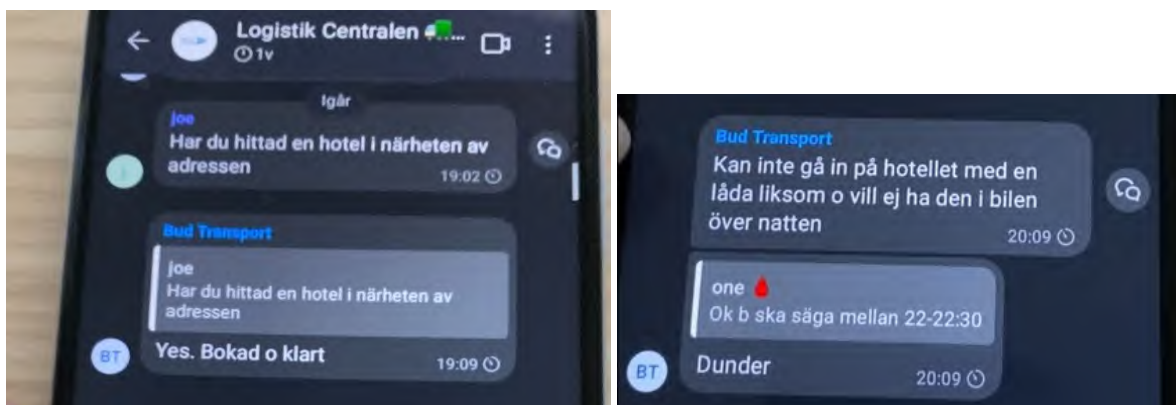 Logistik Centralen 🚛...
1v
Igår
joe
Har du hittad en hotel i närheten av
adressen
19:02
Bud Transport
joe
Har du hittad en hotel i närheten av
adressen
BT
Yes. Bokad o klart
19:09
Bud Transport
Kan inte gå in på hotellet med en
låda liksom o vill ej ha den i bilen
över natten
20:09
one 🩸
Ok b ska säga mellan 22-22:30
BT
Dunder
20:09